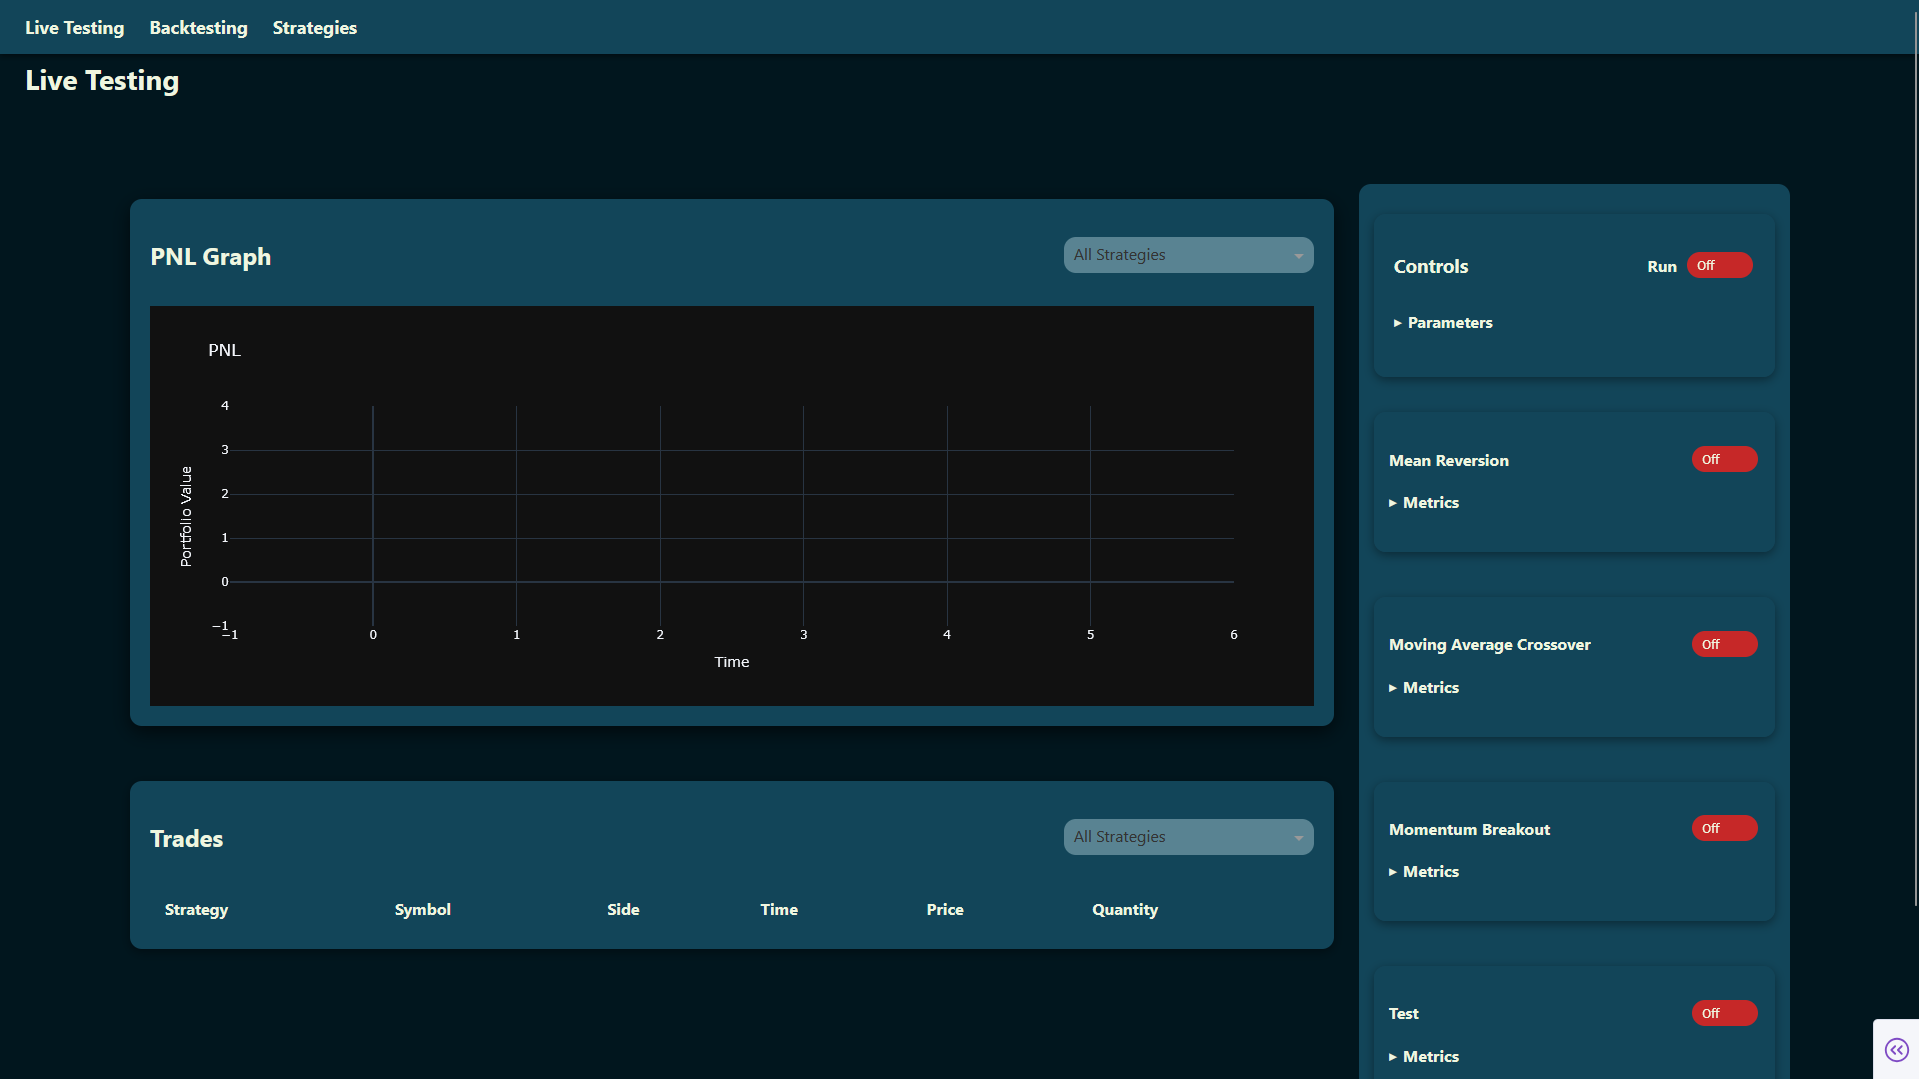 Live Testing Backtesting Strategies
Live Testing
PNL Graph
All Strategies
PNL
Portfolio Value
4
3
2
1
0
−1
−1 0 1 2 3 4 5 6
Time
Trades
All Strategies
Strategy Symbol Side Time Price Quantity
Controls
Run Off
▸ Parameters
Mean Reversion Off
▸ Metrics
Moving Average Crossover Off
▸ Metrics
Momentum Breakout Off
▸ Metrics
Test Off
▸ Metrics